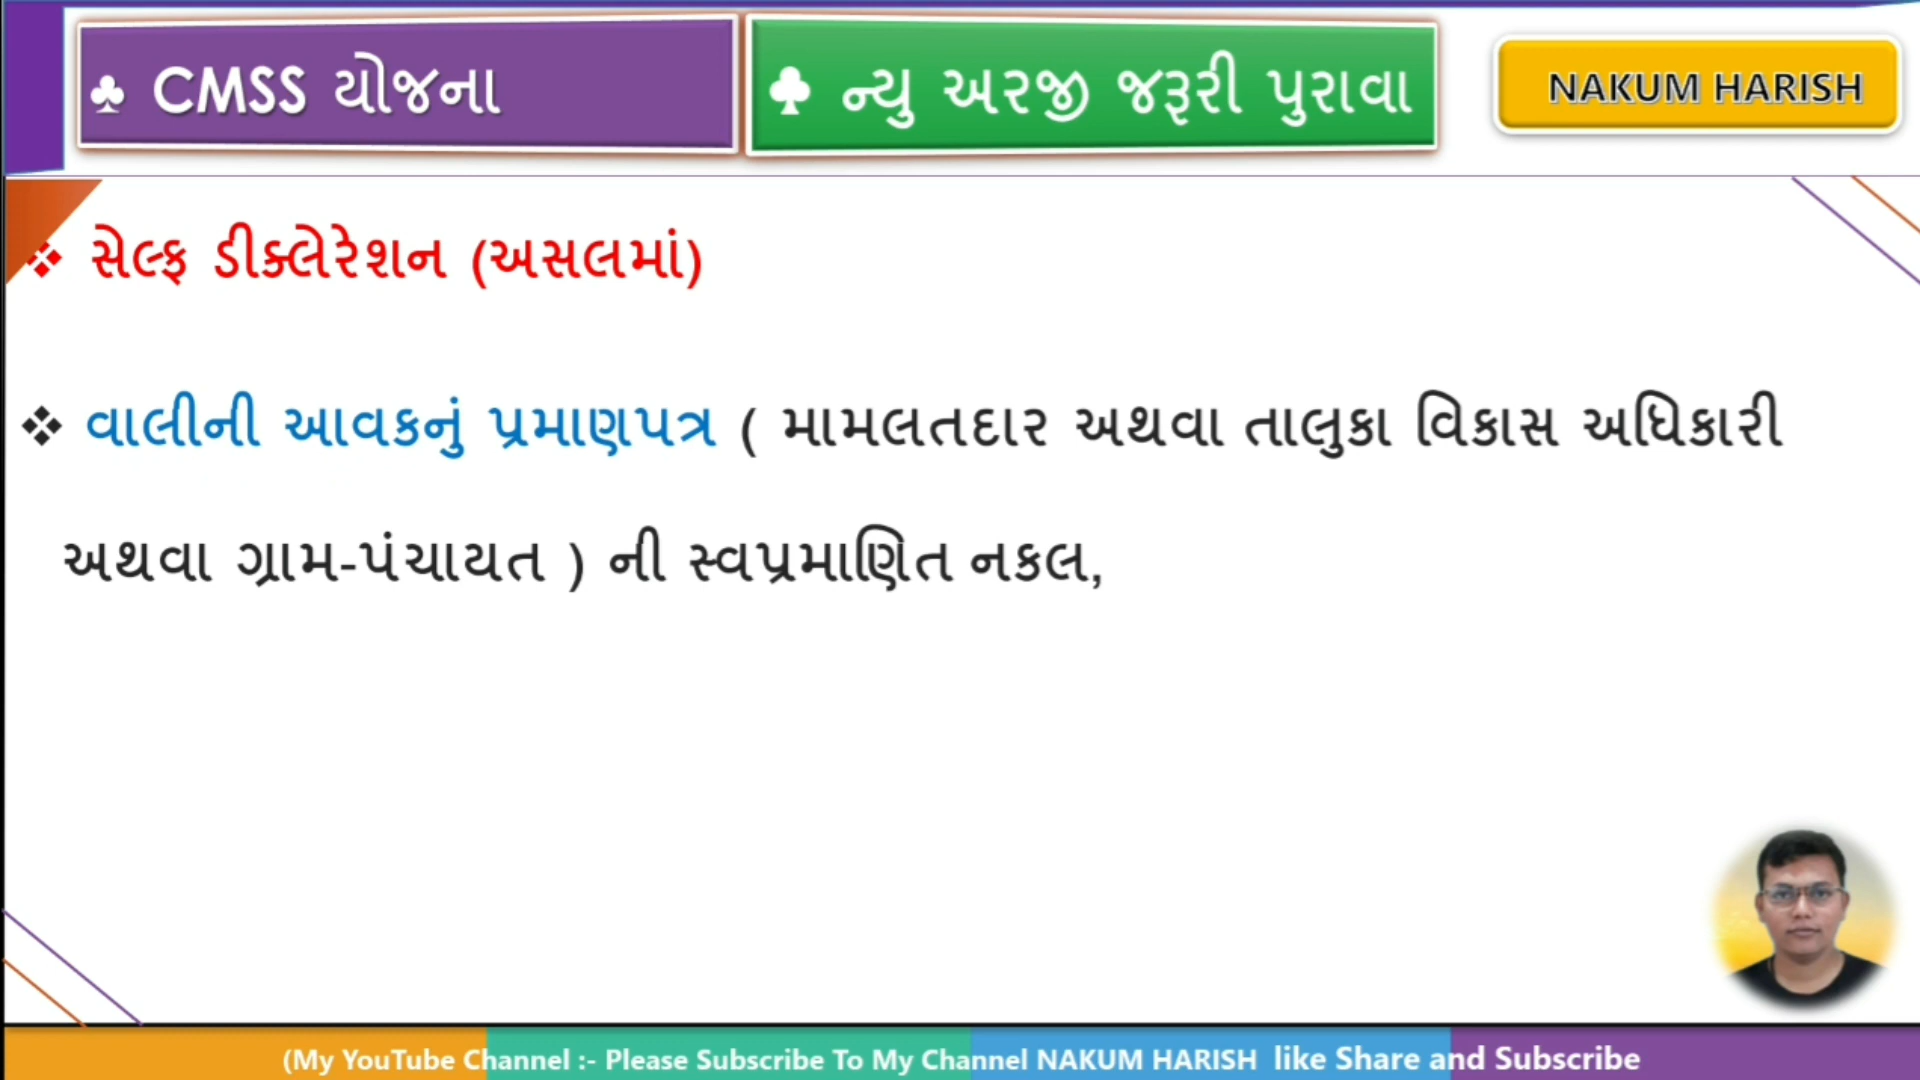 ♣ CMSS યોજના
♣ ન્યુ અરજી જરૂરી પુરાવા
NAKUM HARISH
❖ સેલ્ફ ડીક્લેરેશન (અસલમાં)
❖ વાલીની આવકનું પ્રમાણપત્ર ( મામલતદાર અથવા તાલુકા વિકાસ અધિકારી
અથવા ગ્રામ-પંચાયત ) ની સ્વપ્રમાણિત નકલ,
(My YouTube Channel :- Please Subscribe To My Channel NAKUM HARISH like Share and Subscribe